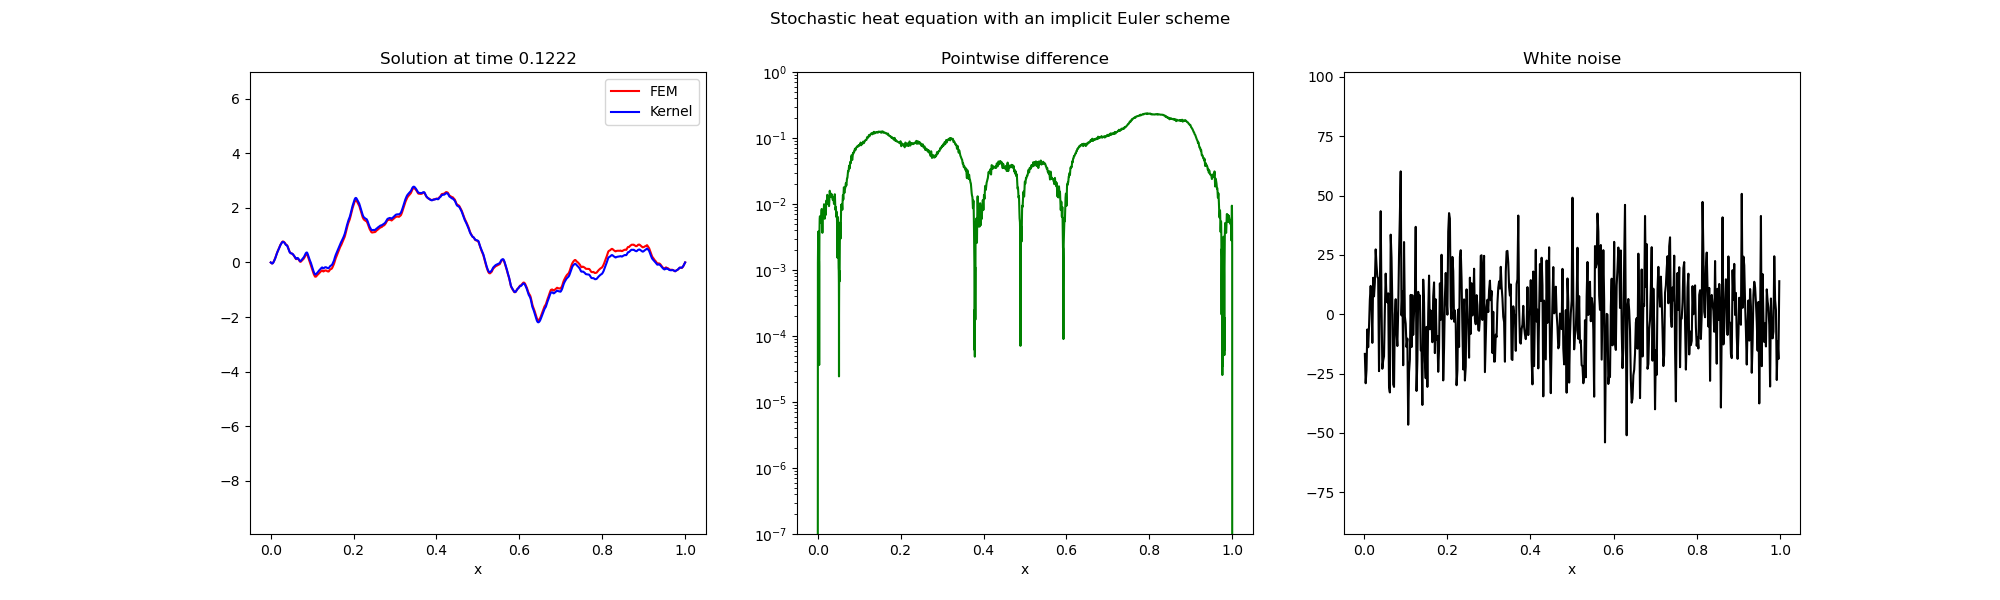 Stochastic heat equation with an implicit Euler scheme
Solution at time 0.1222
FEM
Kernel
6
4
2
0
−2
−4
−6
−8
0.0 0.2 0.4 0.6 0.8 1.0
x
Pointwise difference
10⁰
10⁻¹
10⁻²
10⁻³
10⁻⁴
10⁻⁵
10⁻⁶
10⁻⁷
0.0 0.2 0.4 0.6 0.8 1.0
x
White noise
100
75
50
25
0
−25
−50
−75
0.0 0.2 0.4 0.6 0.8 1.0
x